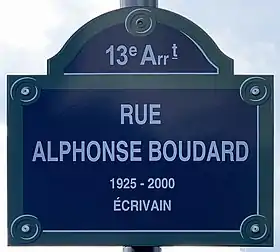 13e Arrt
RUE
ALPHONSE BOUDARD
1925 - 2000
ÉCRIVAIN